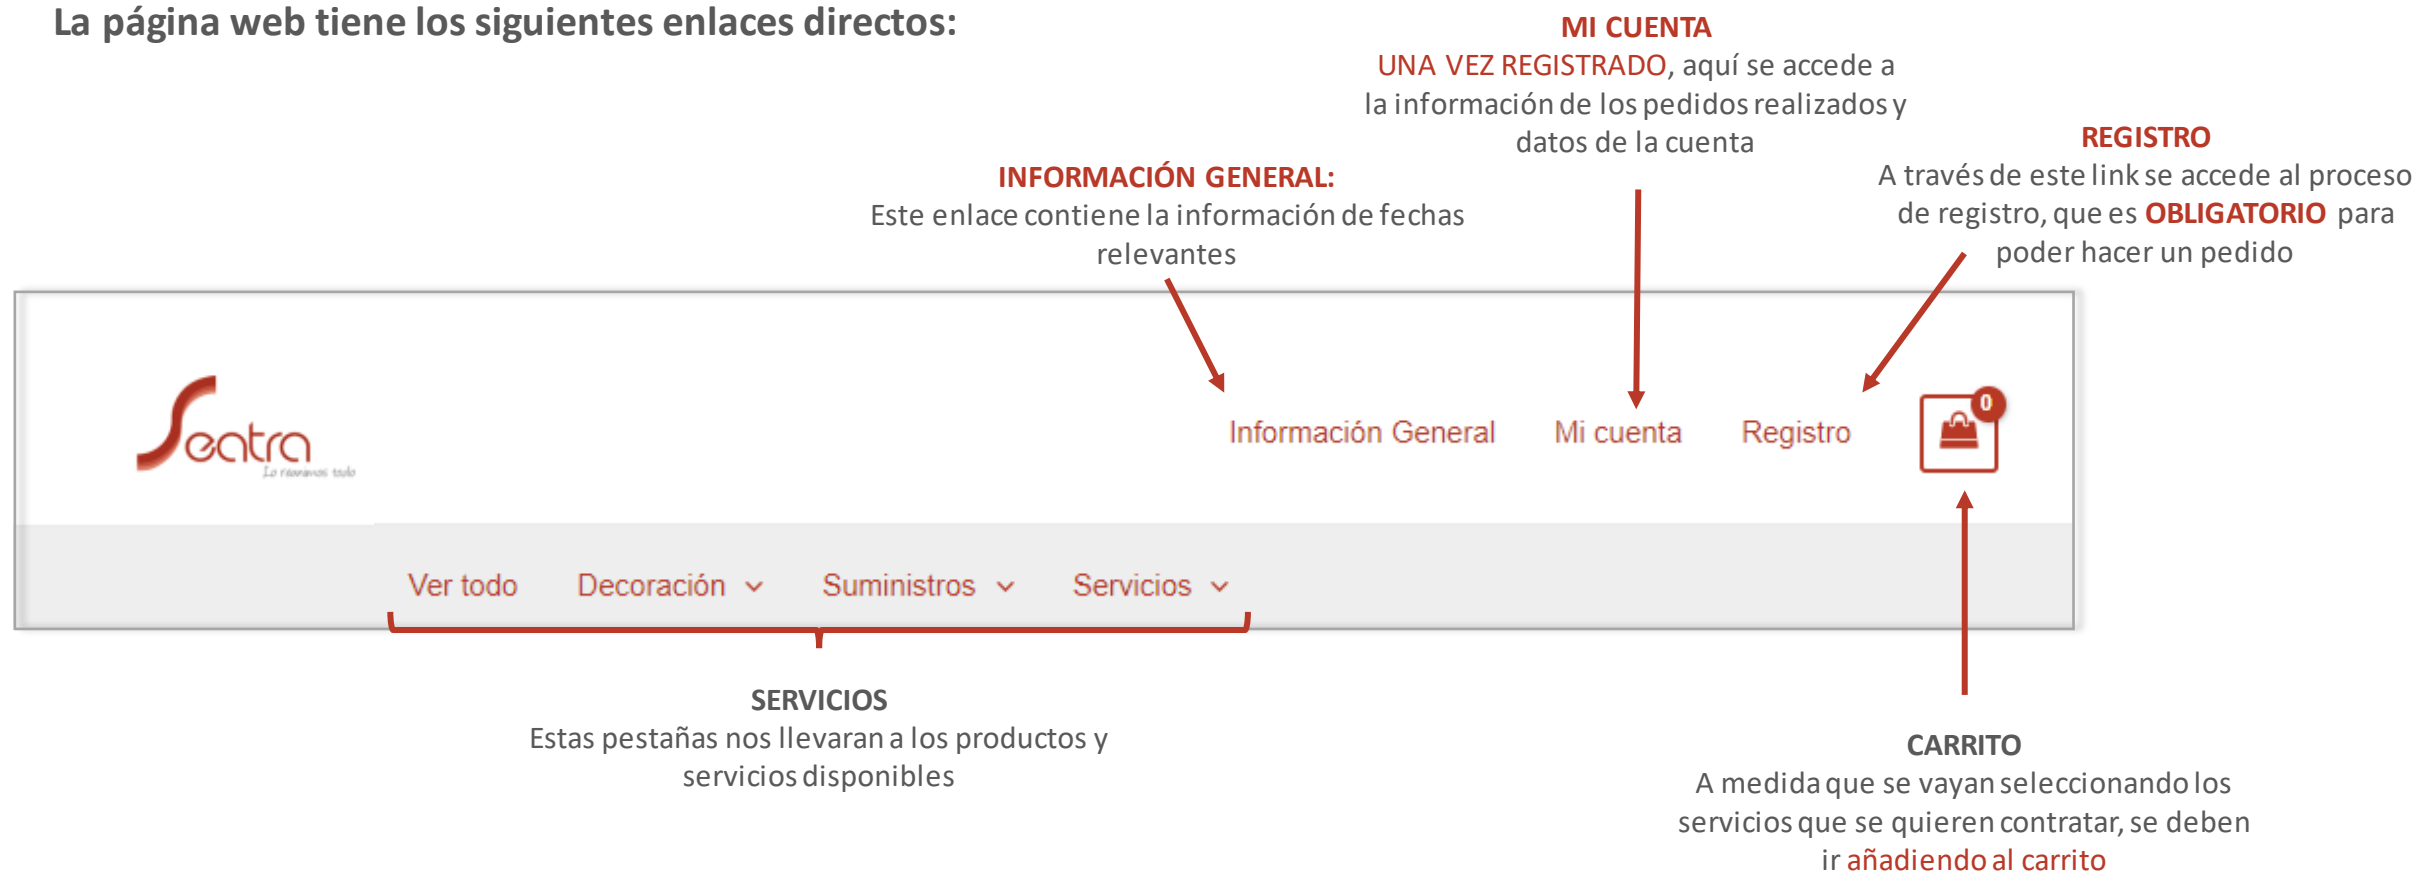 La página web tiene los siguientes enlaces directos:
MI CUENTA
UNA VEZ REGISTRADO, aquí se accede a
la información de los pedidos realizados y
datos de la cuenta
REGISTRO
A través de este link se accede al proceso
de registro, que es OBLIGATORIO para
poder hacer un pedido
INFORMACIÓN GENERAL:
Este enlace contiene la información de fechas
relevantes
Seatra
Lo reunimos todo
Información General Mi cuenta Registro 0
Ver todo Decoración Suministros Servicios
SERVICIOS
Estas pestañas nos llevaran a los productos y
servicios disponibles
CARRITO
A medida que se vayan seleccionando los
servicios que se quieren contratar, se deben
ir añadiendo al carrito